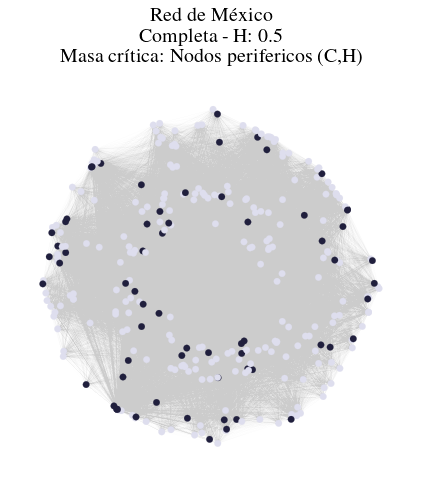 Red de México
Completa - H: 0.5
Masa crítica: Nodos perifericos (C,H)